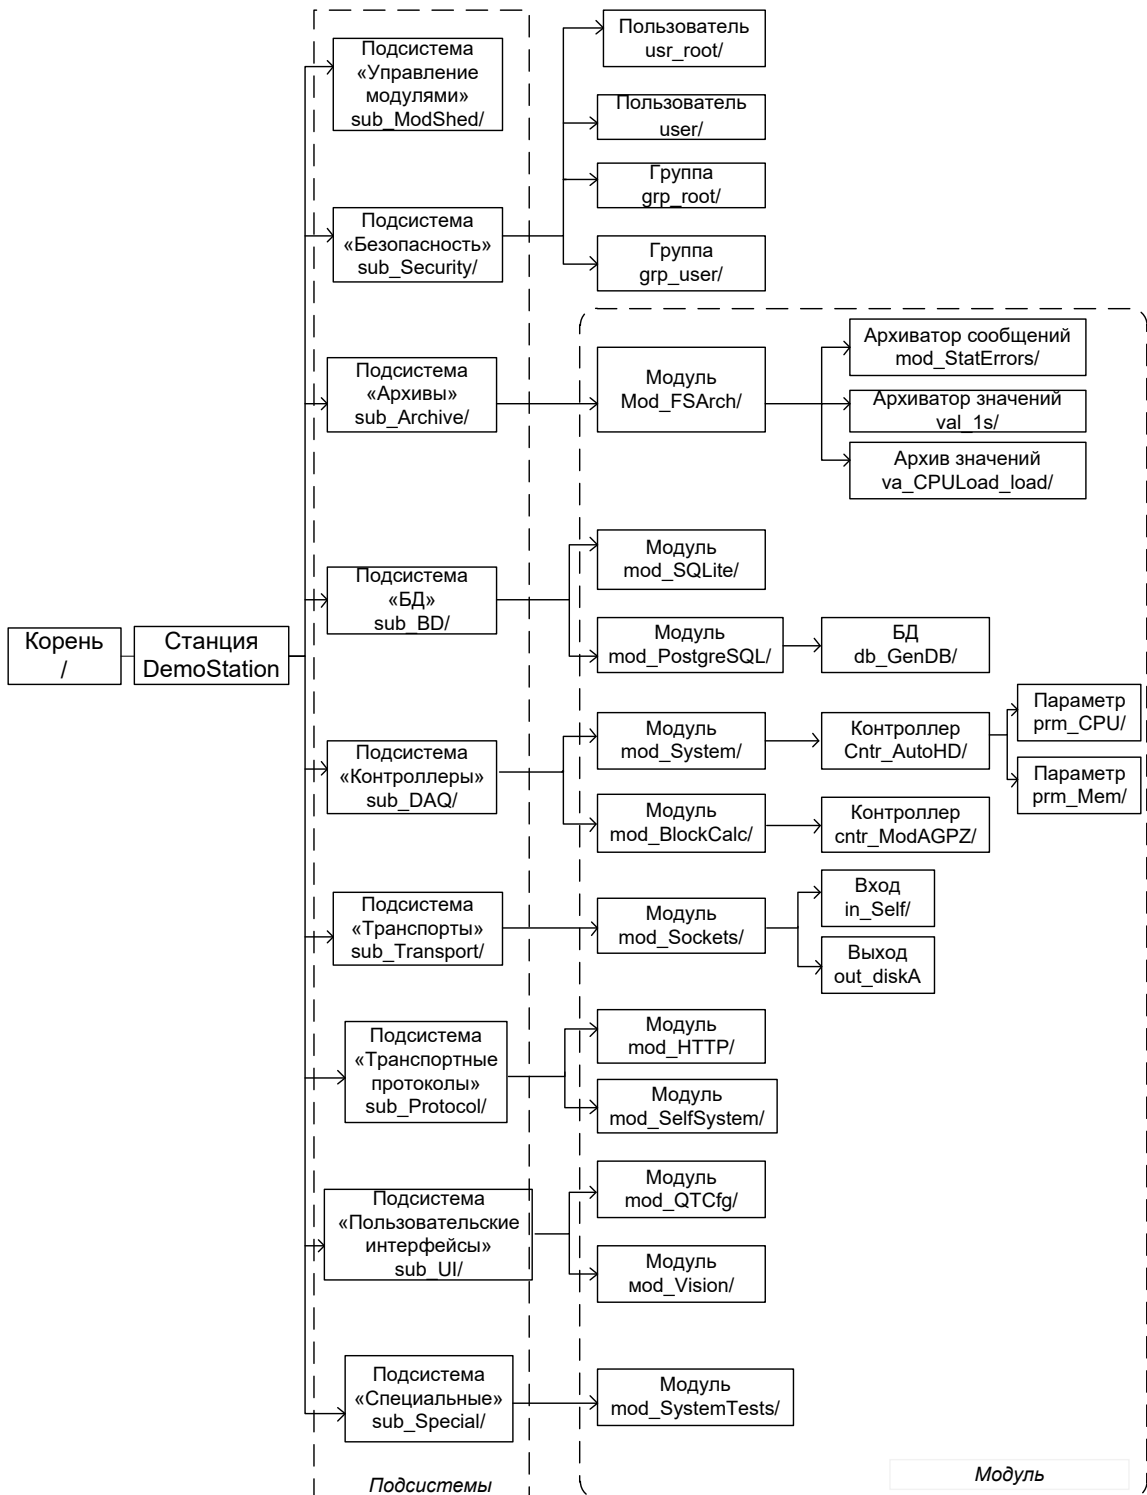 Корень
/
Станция
DemoStation
Подсистема
«Управление
модулями»
sub_ModShed/
Подсистема
«Безопасность»
sub_Security/
Пользователь
usr_root/
Пользователь
user/
Группа
grp_root/
Группа
grp_user/
Подсистема
«Архивы»
sub_Archive/
Модуль
Mod_FSArch/
Архиватор сообщений
mod_StatErrors/
Архиватор значений
val_1s/
Архив значений
va_CPULoad_load/
Подсистема
«БД»
sub_BD/
Модуль
mod_SQLite/
Модуль
mod_PostgreSQL/
БД
db_GenDB/
Подсистема
«Контроллеры»
sub_DAQ/
Модуль
mod_System/
Контроллер
Cntr_AutoHD/
Параметр
prm_CPU/
Параметр
prm_Mem/
Модуль
mod_BlockCalc/
Контроллер
cntr_ModAGPZ/
Подсистема
«Транспорты»
sub_Transport/
Модуль
mod_Sockets/
Вход
in_Self/
Выход
out_diskA
Подсистема
«Транспортные
протоколы»
sub_Protocol/
Модуль
mod_HTTP/
Модуль
mod_SelfSystem/
Подсистема
«Пользовательские
интерфейсы»
sub_UI/
Модуль
mod_QTCfg/
Модуль
мod_Vision/
Подсистема
«Специальные»
sub_Special/
Модуль
mod_SystemTests/
Подсистемы
Модуль